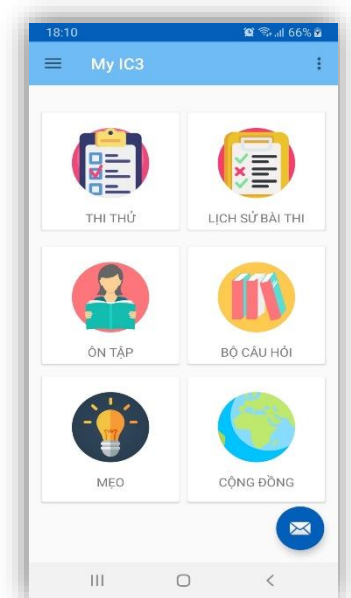 18:10 66%
My IC3
THI THỬ LỊCH SỬ BÀI THI
ÔN TẬP BỘ CÂU HỎI
MẸO CỘNG ĐỒNG